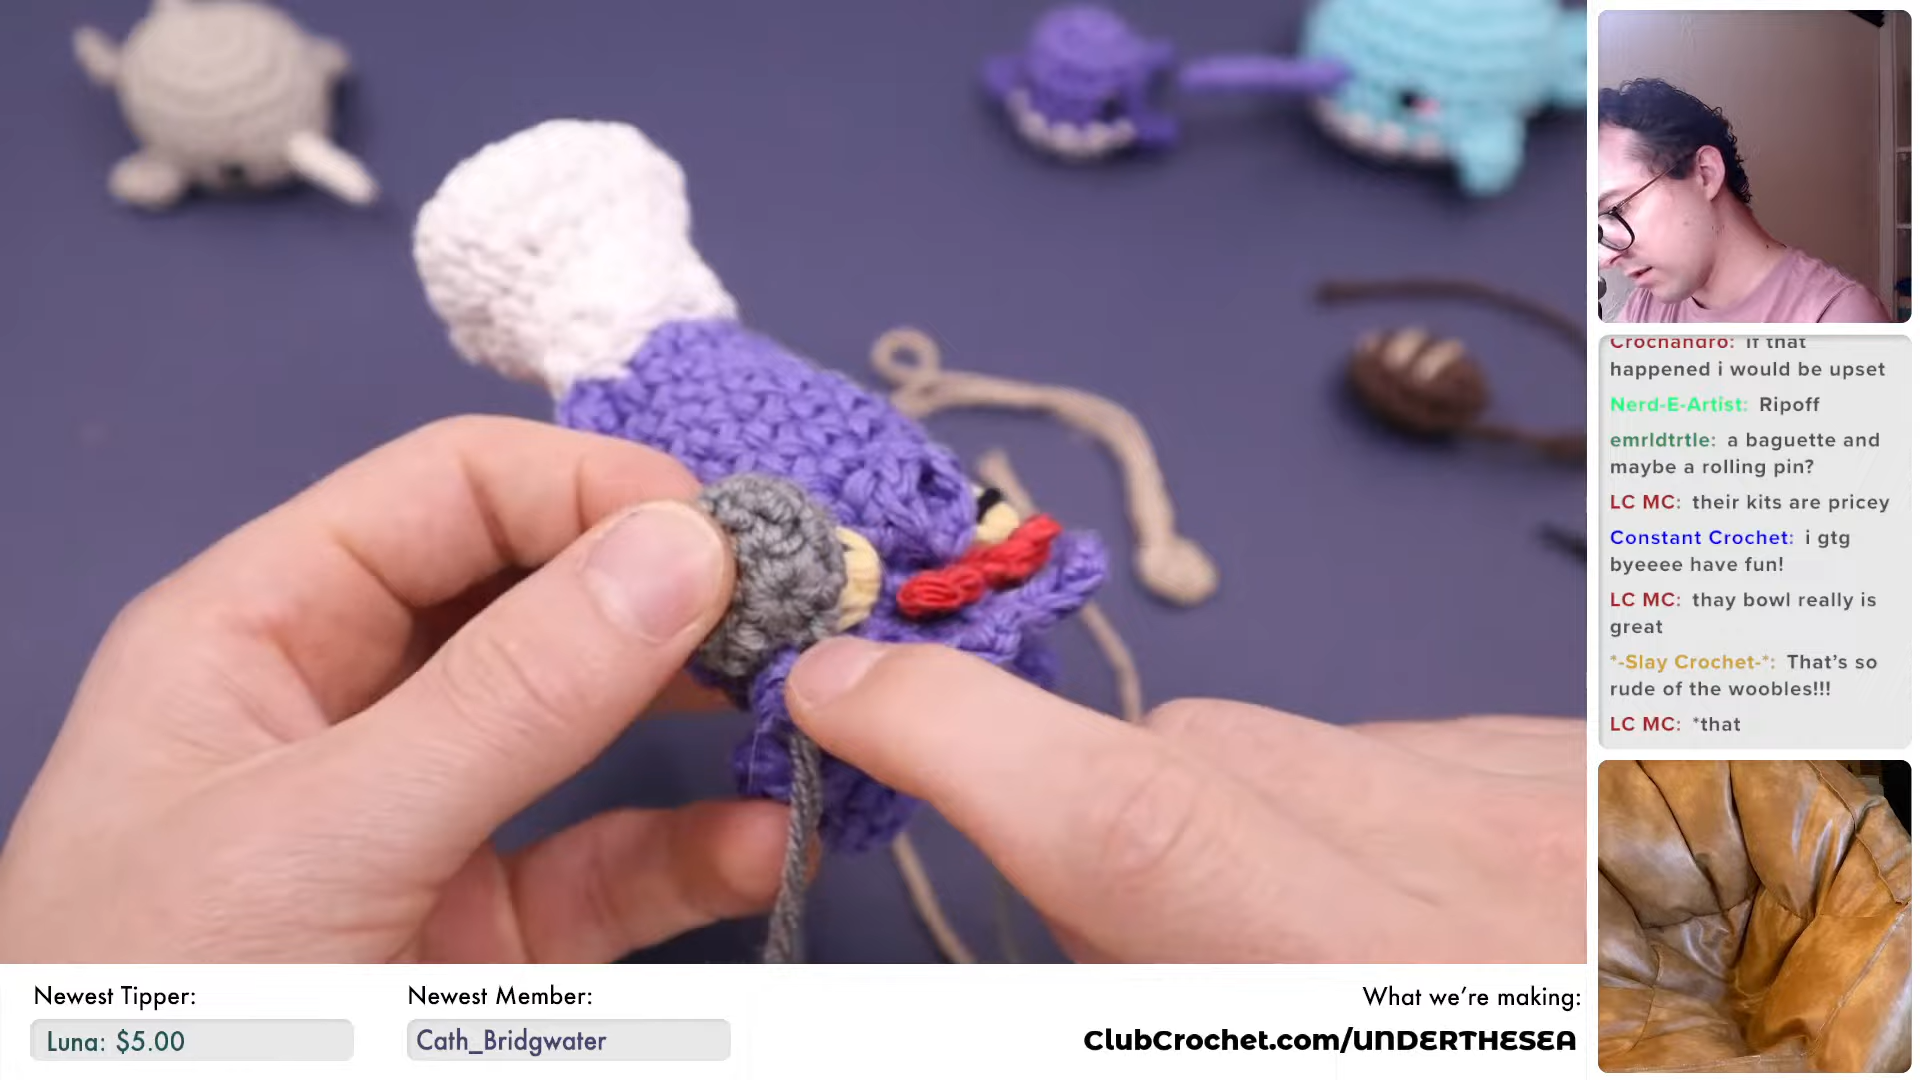 Crochandro: If that
happened i would be upset
Nerd-E-Artist: Ripoff
emrldtrtle: a baguette and
maybe a rolling pin?
LC MC: their kits are pricey
Constant Crochet: i gtg
byeeee have fun!
LC MC: thay bowl really is
great
*-Slay Crochet-*: That's so
rude of the woobles!!!
LC MC: *that
Newest Tipper:
Luna: $5.00
Newest Member:
Cath_Bridgwater
What we're making:
ClubCrochet.com/UNDERTHESEA